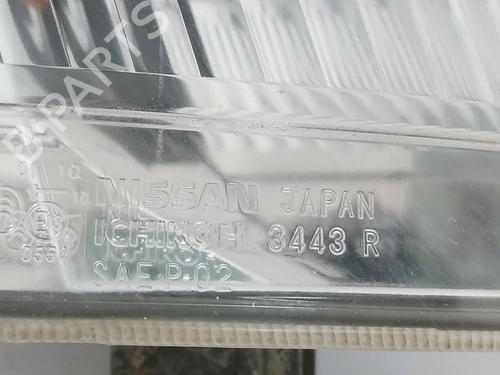 B-PARTS
NISSAN JAPAN
ICHIKOH 3443 R
SAE P·02